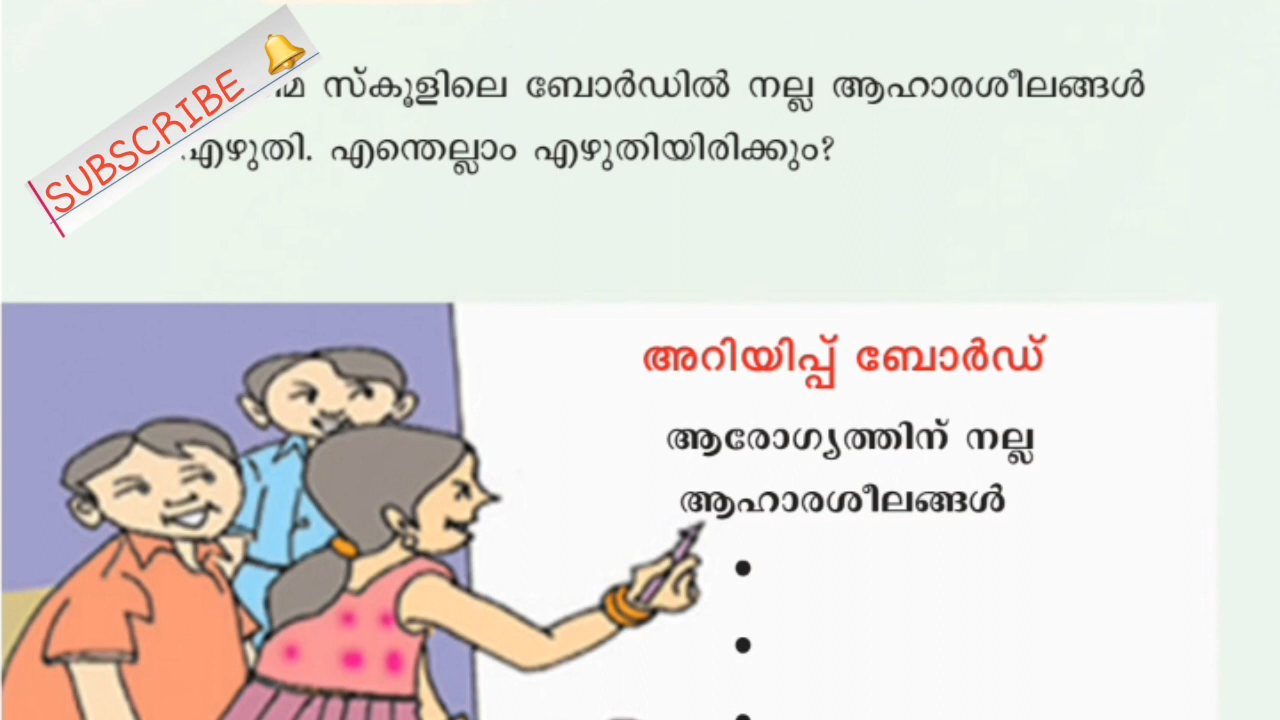 SUBSCRIBE
സ്കൂളിലെ ബോർഡിൽ നല്ല ആഹാരശീലങ്ങൾ
എഴുതി. എന്തെല്ലാം എഴുതിയിരിക്കും?
അറിയിപ്പ് ബോർഡ്
ആരോഗ്യത്തിന് നല്ല
ആഹാരശീലങ്ങൾ